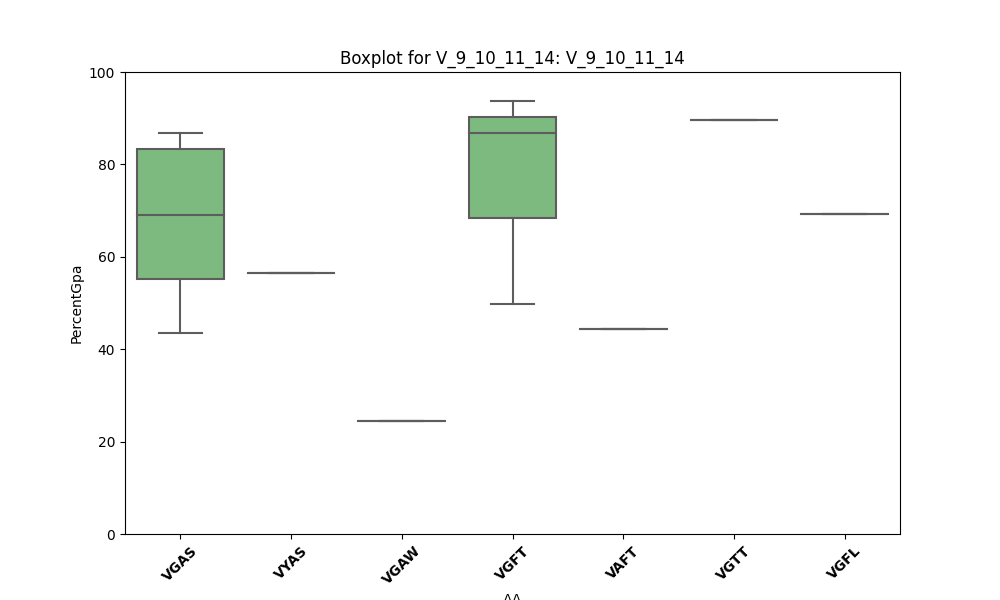 Boxplot for V_9_10_11_14: V_9_10_11_14
100
80
60
40
20
0
PercentGpa
VGAS
VYAS
VGAW
VGFT
VAFT
VGTT
VGFL